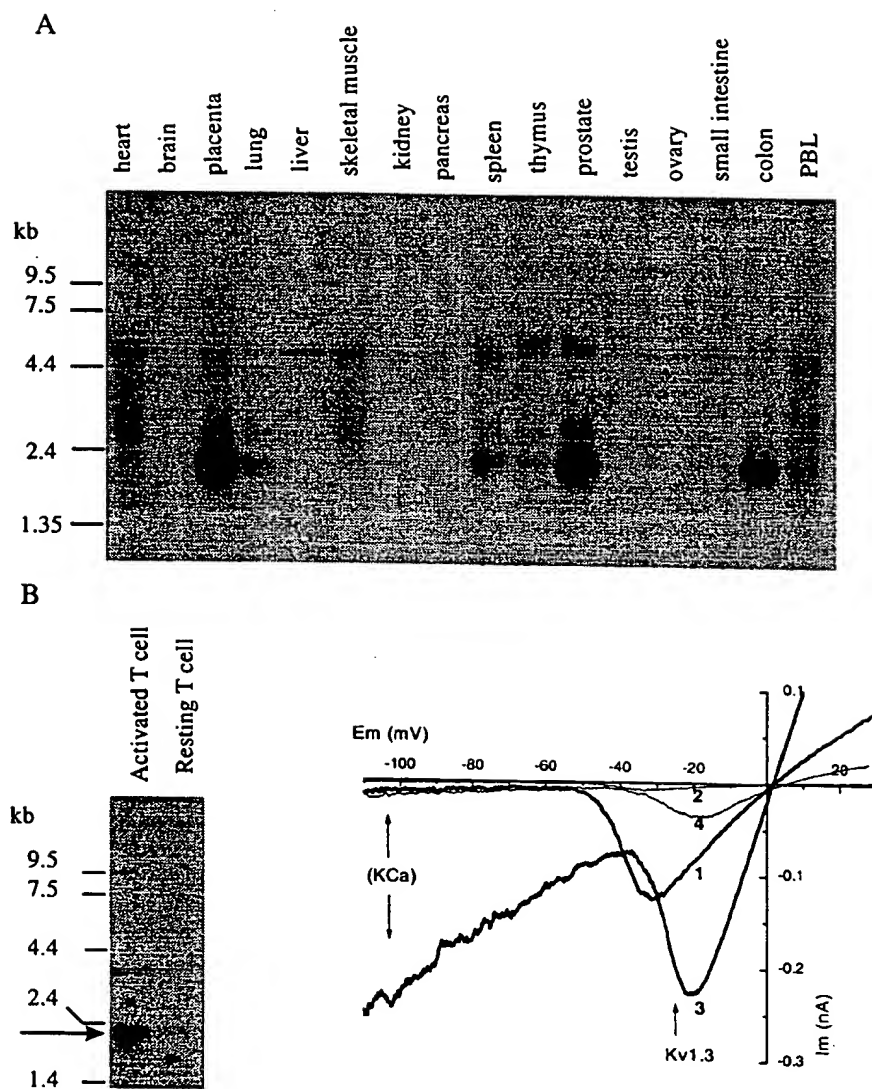 A
heart
brain
placenta
lung
liver
skeletal muscle
kidney
pancreas
spleen
thymus
prostate
testis
ovary
small intestine
colon
PBL
kb
9.5
7.5
4.4
2.4
1.35
B
Activated T cell
Resting T cell
kb
9.5
7.5
4.4
2.4
1.4
Em (mV)
-100 -80 -60 -40 -20 20
0.1
-0.1
-0.2
-0.3
Im (nA)
(KCa)
2
4
1
3
Kv1.3